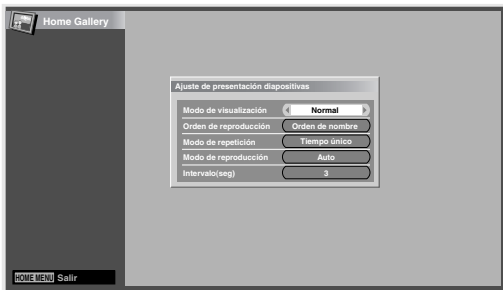 Home Gallery
Ajuste de presentación diapositivas
Modo de visualización Normal
Orden de reproducción Orden de nombre
Modo de repetición Tiempo único
Modo de reproducción Auto
Intervalo(seg) 3
HOME MENU Salir